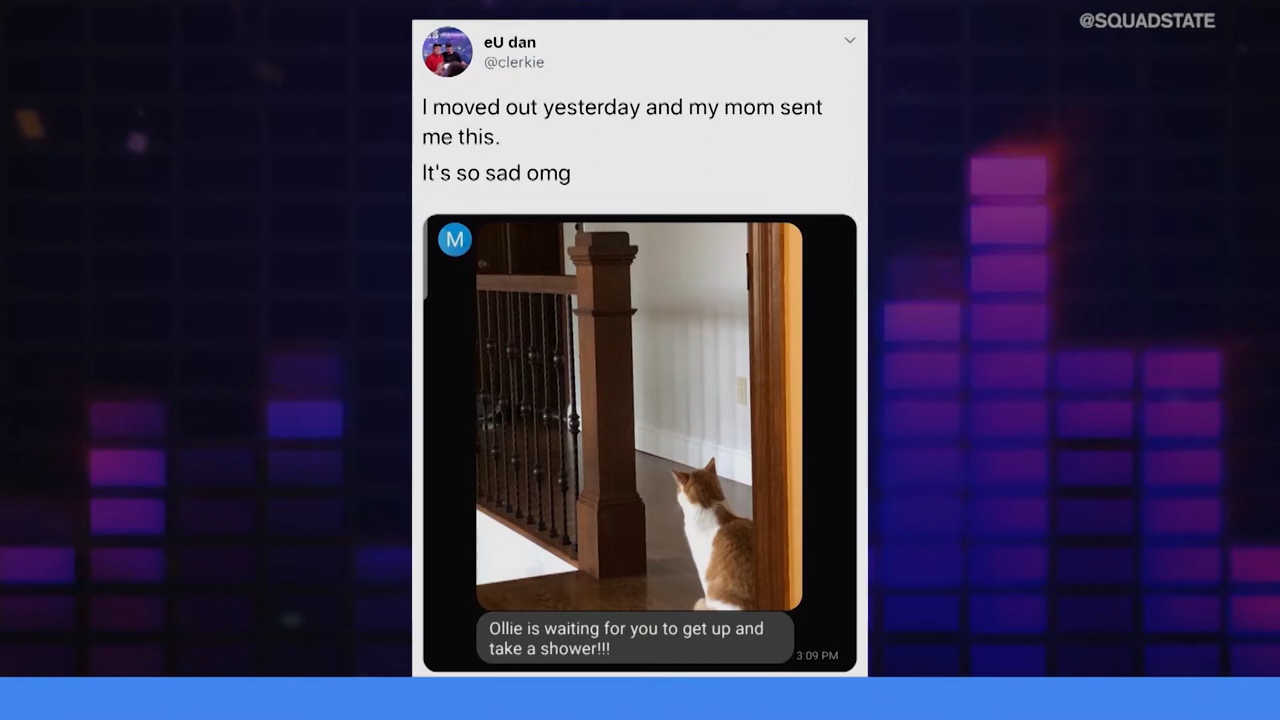 @SQUADSTATE
eU dan
@clerkie
I moved out yesterday and my mom sent
me this.
It's so sad omg
M
Ollie is waiting for you to get up and
take a shower!!!
3:09 PM